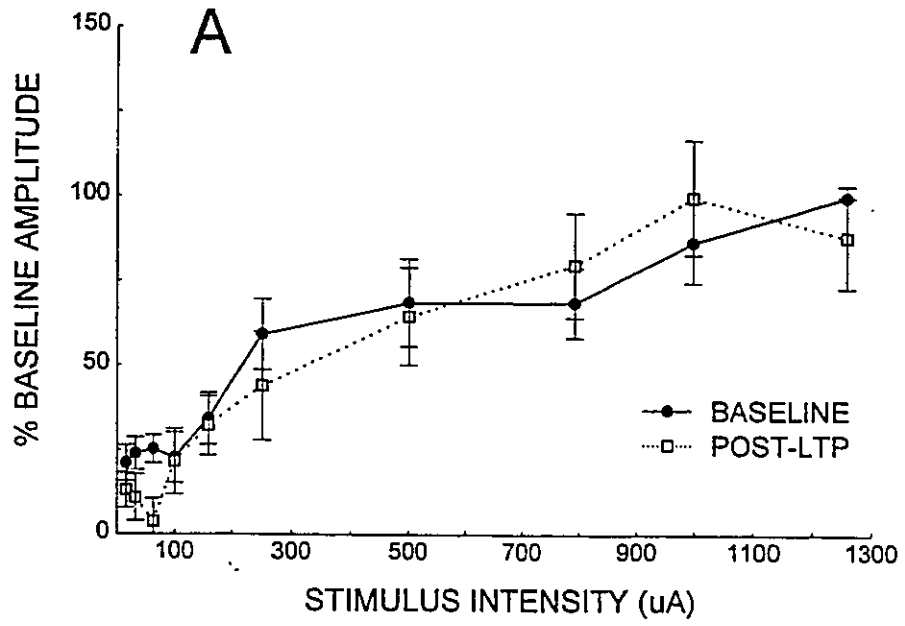 A
150
100
50
0
% BASELINE AMPLITUDE
BASELINE
POST-LTP
100 300 500 700 900 1100 1300
STIMULUS INTENSITY (uA)